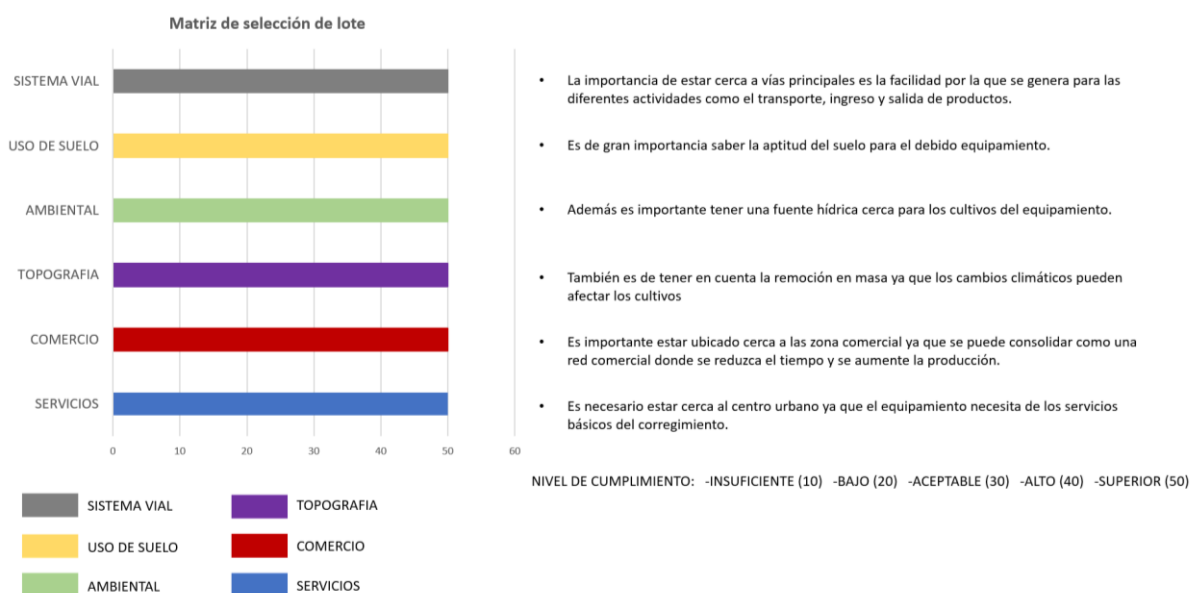 Matriz de selección de lote
SISTEMA VIAL
USO DE SUELO
AMBIENTAL
TOPOGRAFIA
COMERCIO
SERVICIOS
0 10 20 30 40 50 60
• La importancia de estar cerca a vías principales es la facilidad por la que se genera para las
diferentes actividades como el transporte, ingreso y salida de productos.
• Es de gran importancia saber la aptitud del suelo para el debido equipamiento.
• Además es importante tener una fuente hídrica cerca para los cultivos del equipamiento.
• También es de tener en cuenta la remoción en masa ya que los cambios climáticos pueden
afectar los cultivos
• Es importante estar ubicado cerca a las zona comercial ya que se puede consolidar como una
red comercial donde se reduzca el tiempo y se aumente la producción.
• Es necesario estar cerca al centro urbano ya que el equipamiento necesita de los servicios
básicos del corregimiento.
NIVEL DE CUMPLIMIENTO: -INSUFICIENTE (10) -BAJO (20) -ACEPTABLE (30) -ALTO (40) -SUPERIOR (50)
SISTEMA VIAL
USO DE SUELO
AMBIENTAL
TOPOGRAFIA
COMERCIO
SERVICIOS